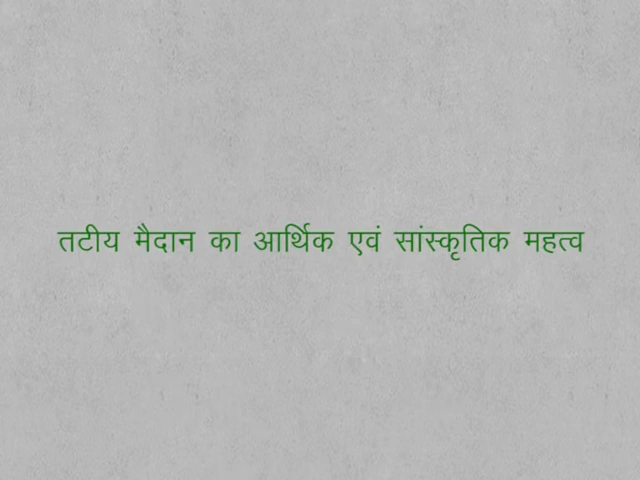 तटीय मैदान का आर्थिक एवं सांस्कृतिक महत्व